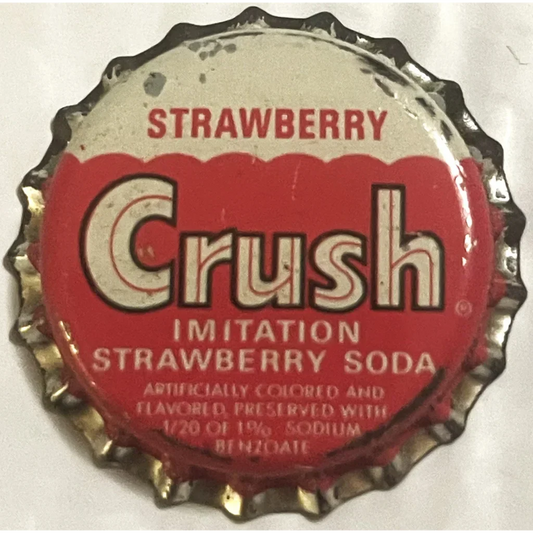 STRAWBERRY
Crush®
IMITATION
STRAWBERRY SODA
ARTIFICIALLY COLORED AND
FLAVORED, PRESERVED WITH
1/20 OF 1% SODIUM
BENZOATE